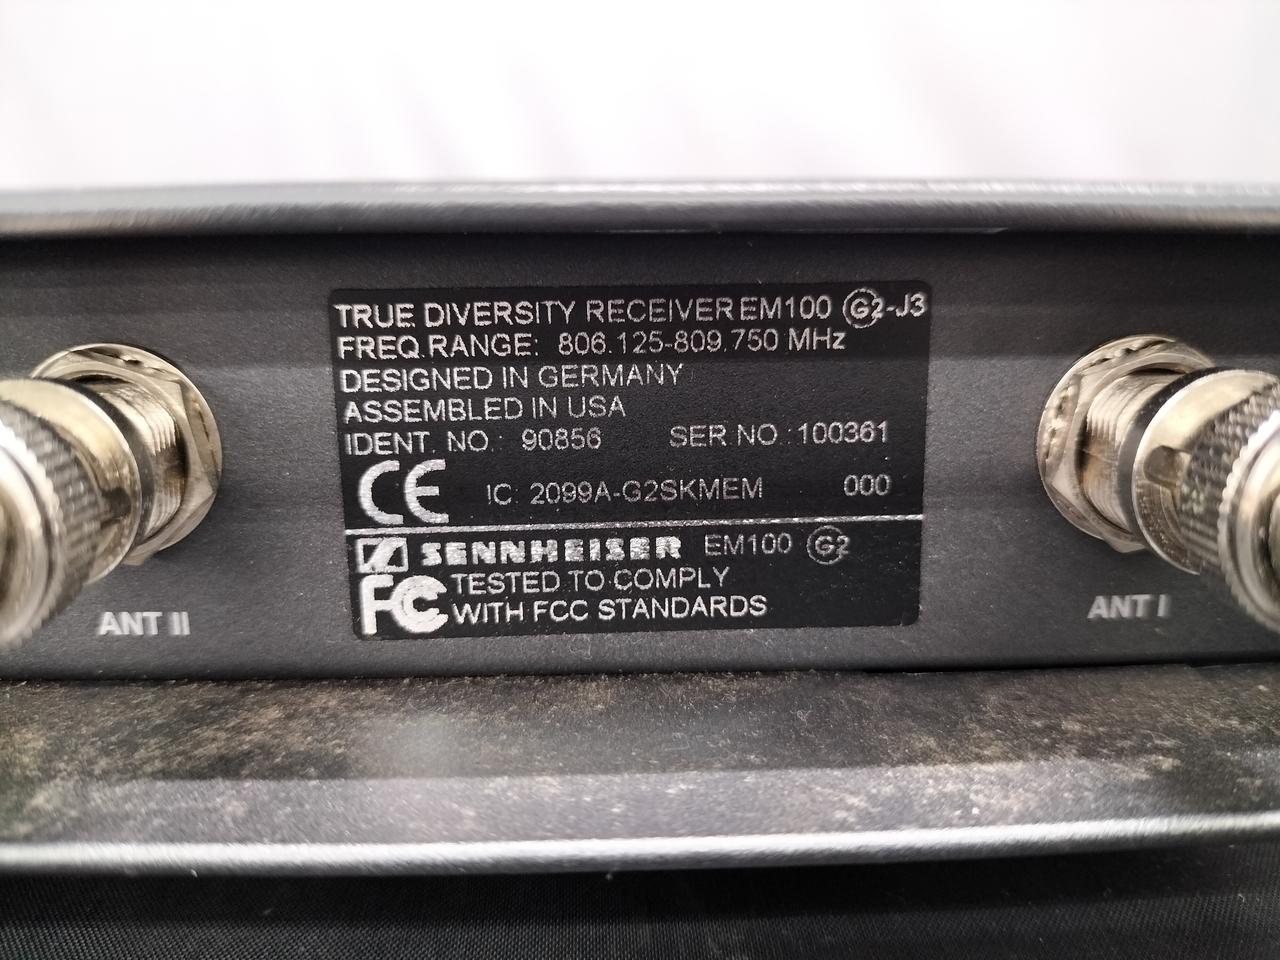 TRUE DIVERSITY RECEIVER EM100 G2-J3
FREQ. RANGE: 806.125-809.750 MHz
DESIGNED IN GERMANY
ASSEMBLED IN USA
IDENT. NO.: 90856 SER NO.: 100361
CE IC: 2099A-G2SKMEM 000
SENNHEISER EM100 G2
FC TESTED TO COMPLY
WITH FCC STANDARDS
ANT II
ANT I